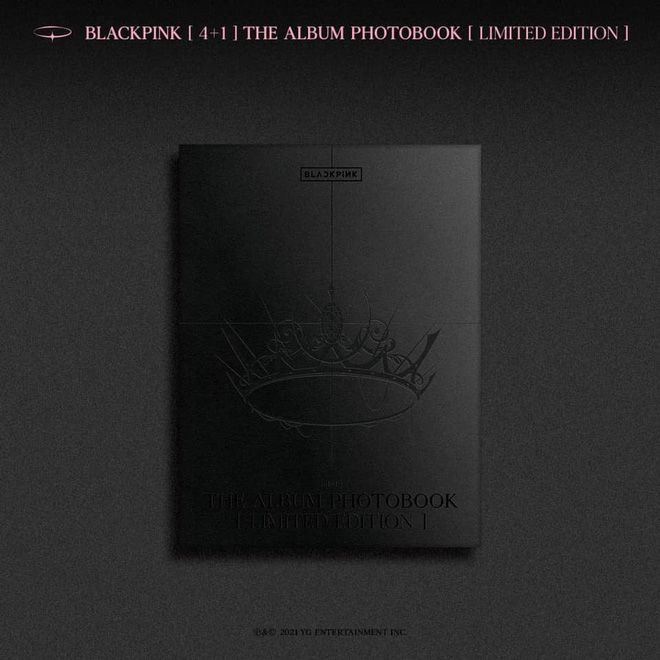 BLACKPINK [ 4+1 ] THE ALBUM PHOTOBOOK [ LIMITED EDITION ]
BLACKPINK
THE ALBUM PHOTOBOOK
[ LIMITED EDITION ]
℗&© 2021 YG ENTERTAINMENT INC.